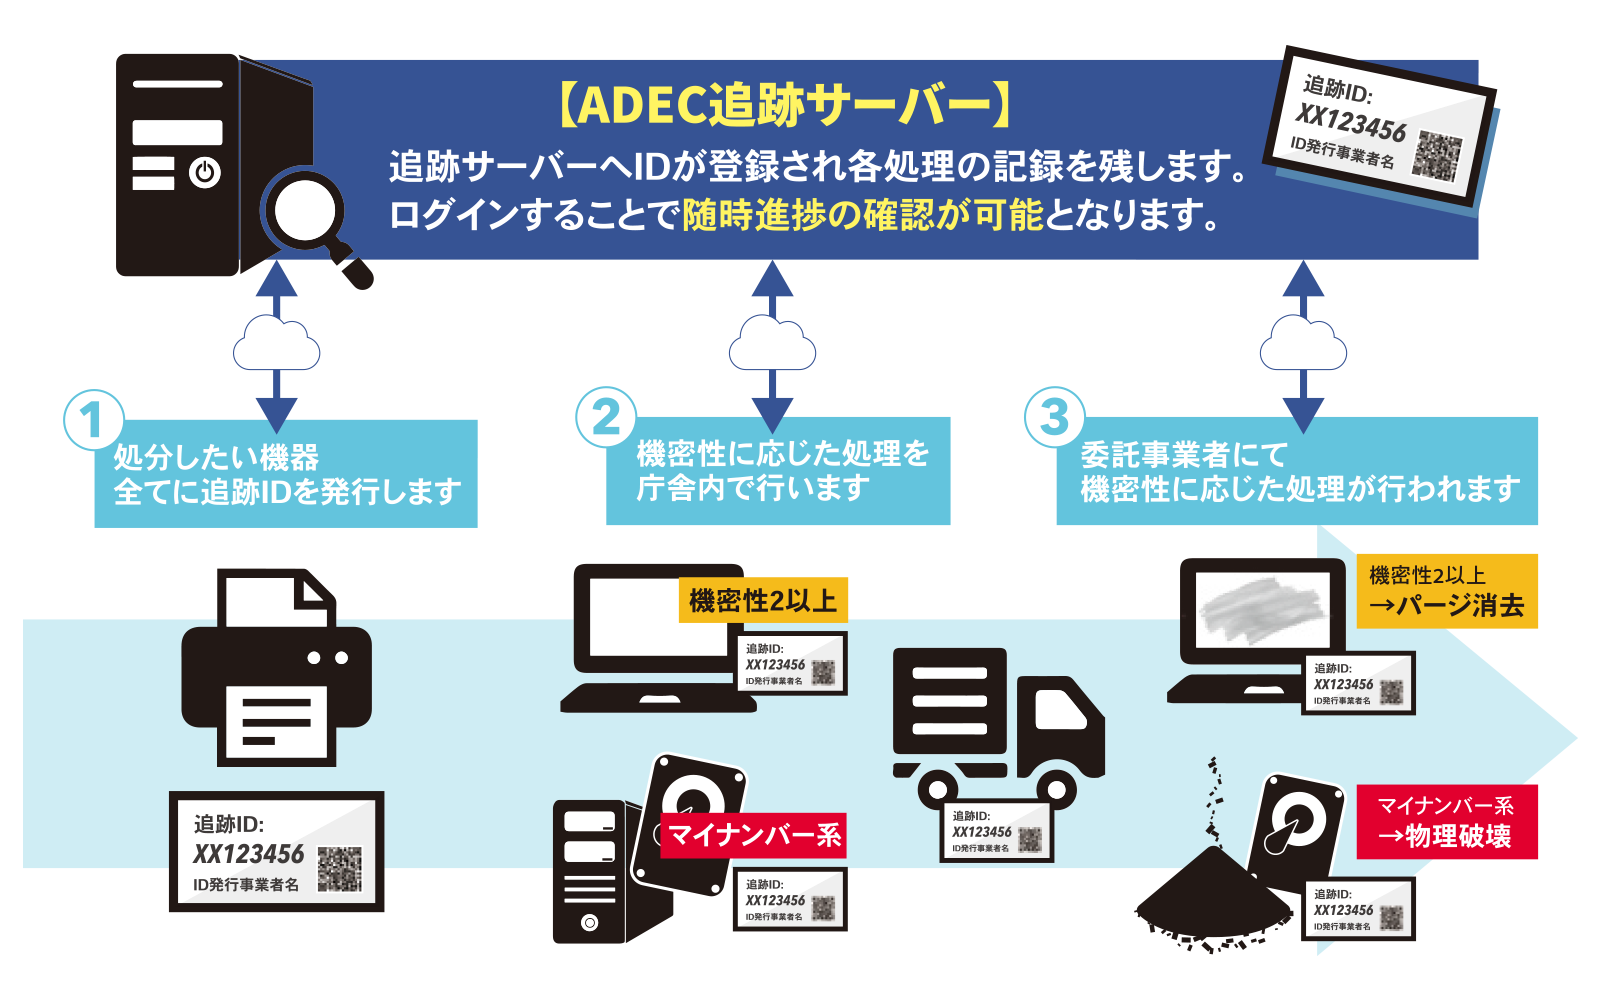 【ADEC追跡サーバー】
追跡サーバーへIDが登録され各処理の記録を残します。
ログインすることで随時進捗の確認が可能となります。
追跡ID:
XX123456
ID発行事業者名
1
処分したい機器
全てに追跡IDを発行します
2
機密性に応じた処理を
庁舎内で行います
3
委託事業者にて
機密性に応じた処理が行われます
追跡ID:
XX123456
ID発行事業者名
機密性2以上
追跡ID:
XX123456
ID発行事業者名
マイナンバー系
追跡ID:
XX123456
ID発行事業者名
追跡ID:
XX123456
ID発行事業者名
機密性2以上
→パージ消去
追跡ID:
XX123456
ID発行事業者名
マイナンバー系
→物理破壊
追跡ID:
XX123456
ID発行事業者名